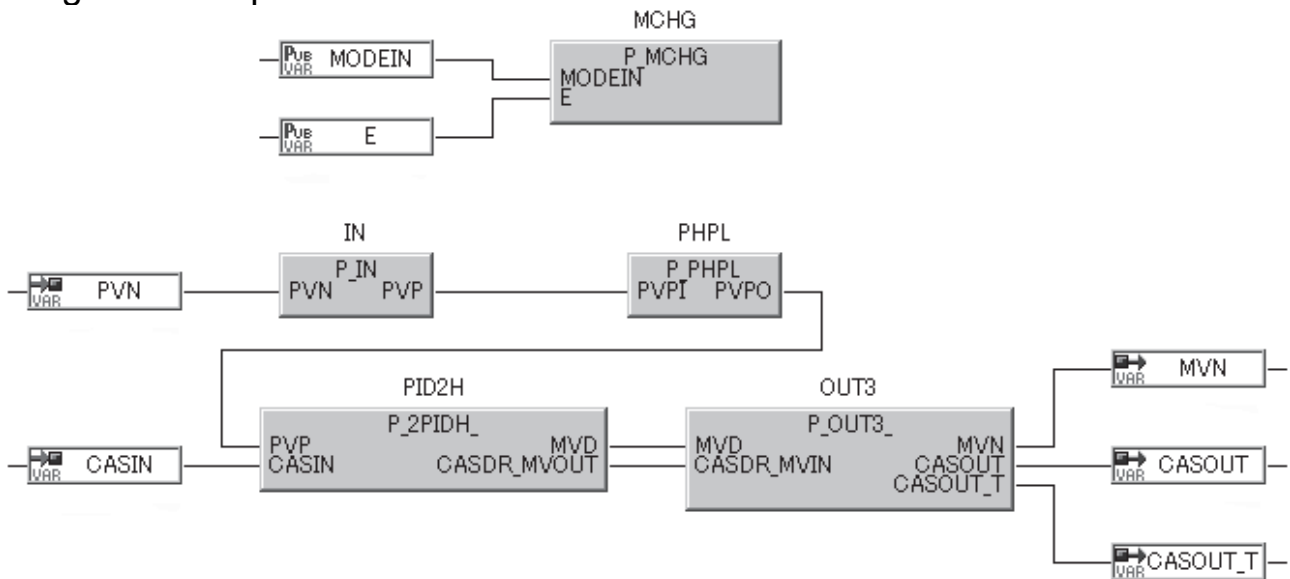 MCHG
PUB VAR MODEIN
P_MCHG
MODEIN
E
PUB VAR E
IN
PHPL
VAR PVN
P_IN
PVN PVP
P_PHPL
PVPI PVPO
PID2H
OUT3
VAR MVN
P_2PIDH_
PVP MVD
CASIN CASDR_MVOUT
P_OUT3_
MVD MVN
CASDR_MVIN CASOUT
CASOUT_T
VAR CASIN
VAR CASOUT
VAR CASOUT_T